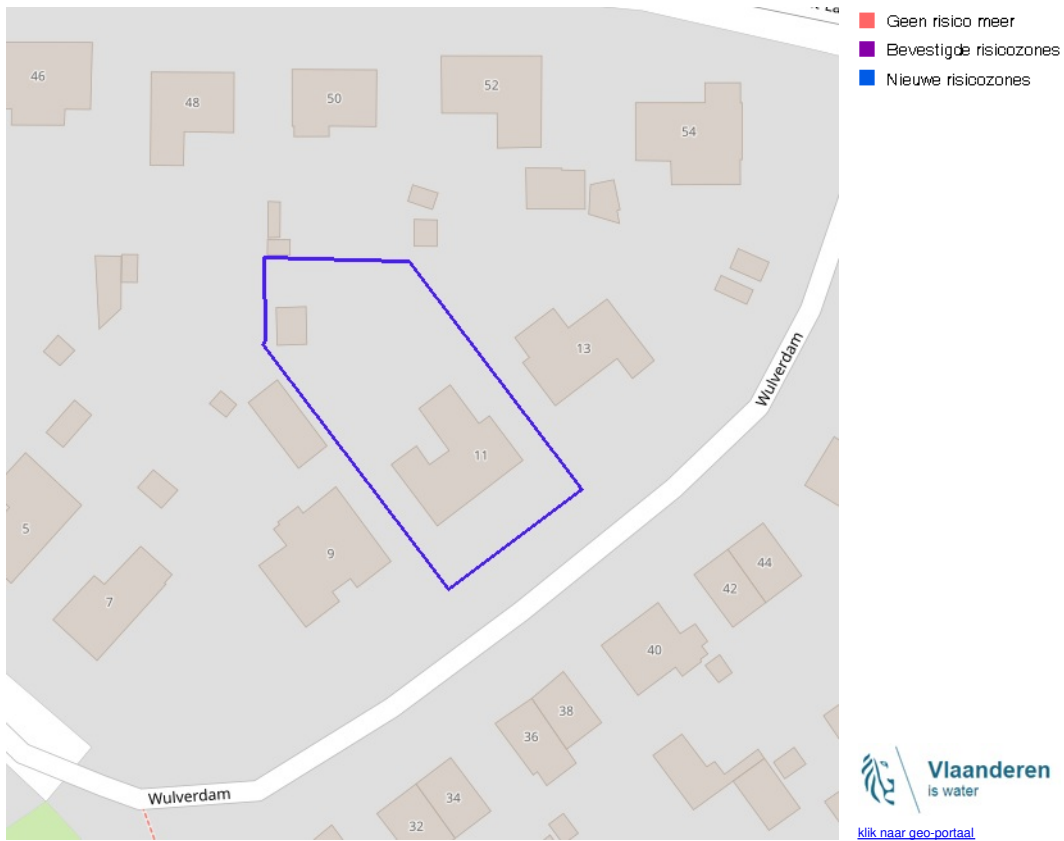 Geen risico meer
Bevestigde risicozones
Nieuwe risicozones
46
48
50
52
54
13
Wulverdam
11
5
9
7
44
42
40
38
36
34
32
Wulverdam
Vlaanderen
is water
klik naar geo-portaal